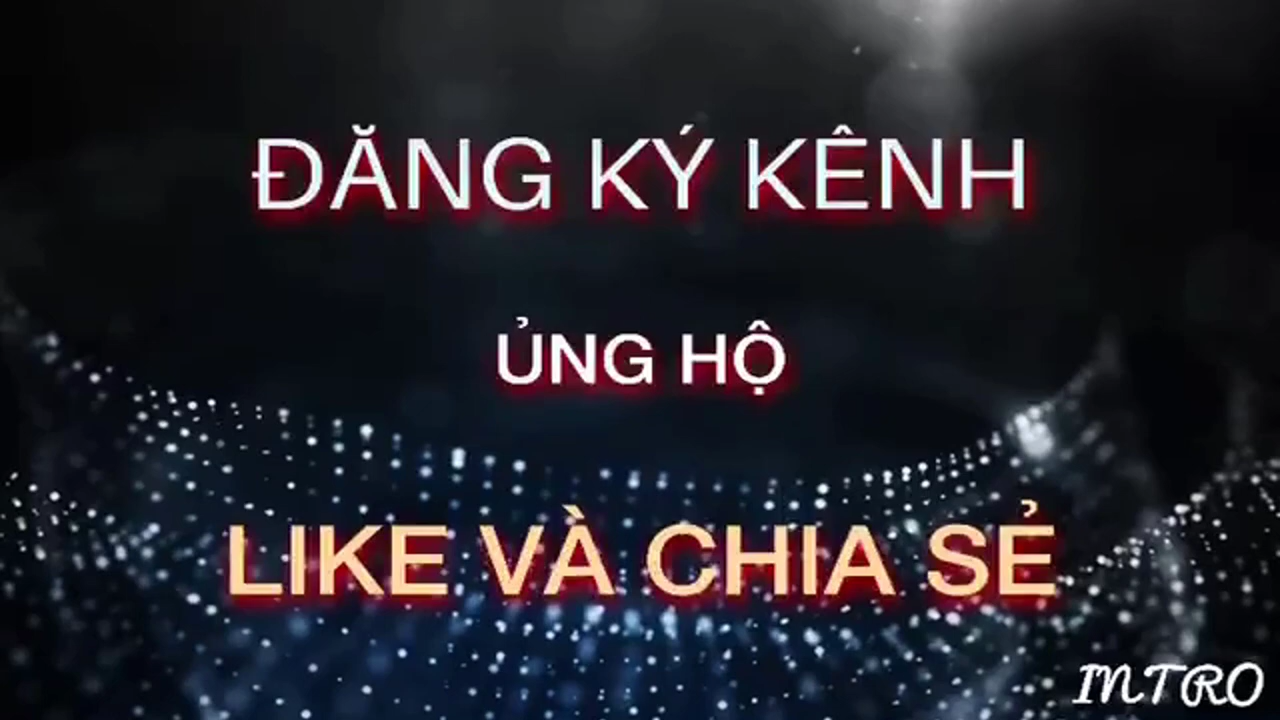 ĐĂNG KÝ KÊNH
ỦNG HỘ
LIKE VÀ CHIA SẺ
INTRO